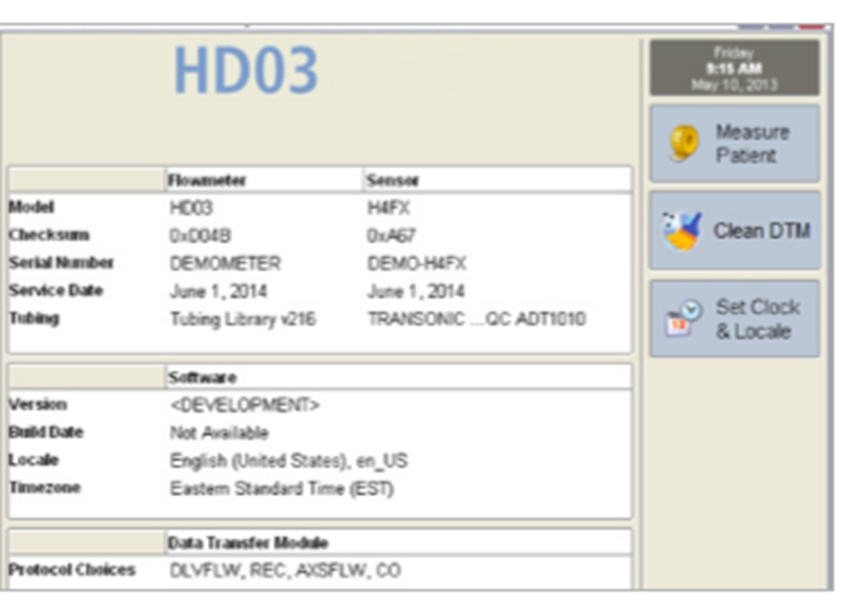 HD03
Friday
9:15 AM
May 10, 2013
Measure
Patient
Clean DTM
Set Clock
& Locale
Flowmeter Sensor
Model HD03 H4FX
Checksum 0xD04B 0xA67
Serial Number DEMOMETER DEMO-H4FX
Service Date June 1, 2014 June 1, 2014
Tubing Tubing Library v216 TRANSONIC ...QC ADT1010
Software
Version <DEVELOPMENT>
Build Date Not Available
Locale English (United States), en_US
Timezone Eastern Standard Time (EST)
Data Transfer Module
Protocol Choices DLVFLW, REC, AXSFLW, CO